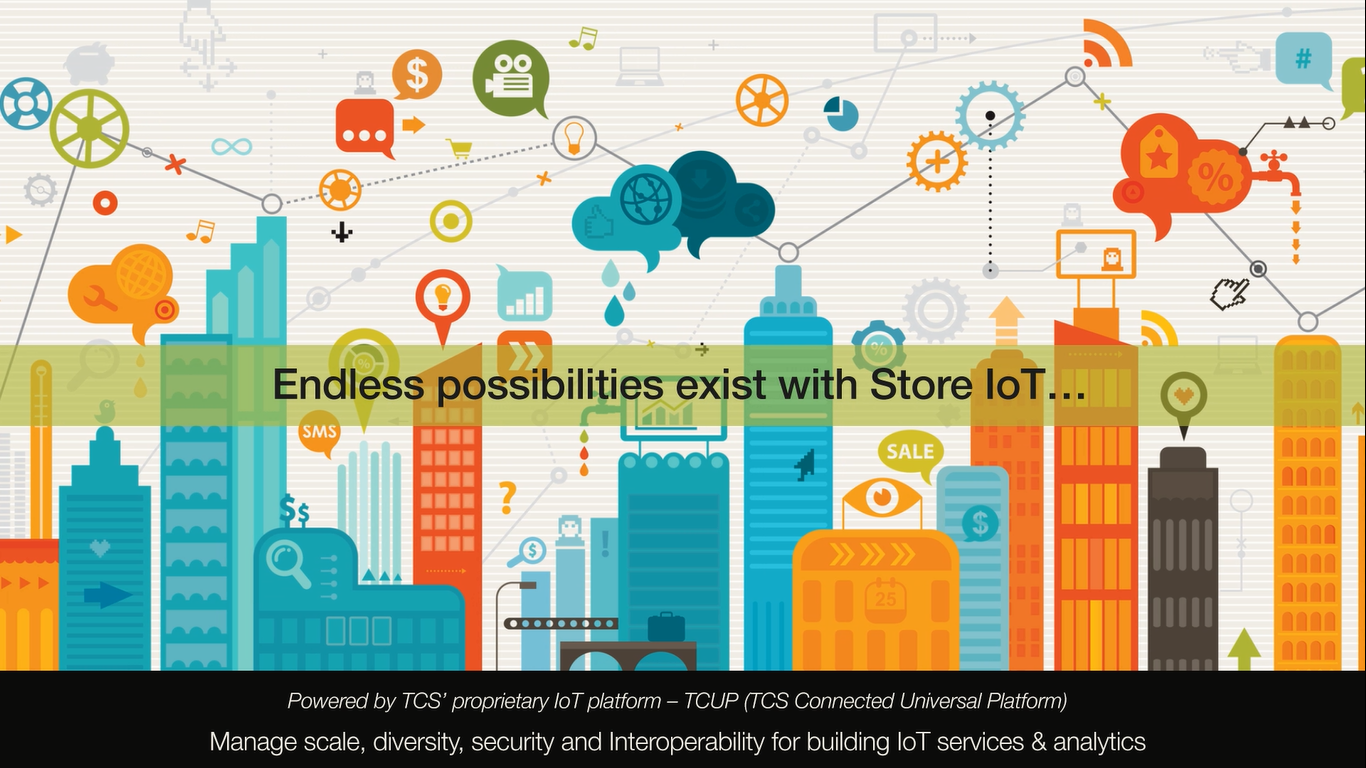 $
#
%
%
Endless possibilities exist with Store IoT...
SMS
SALE
$$
?
$
!
$
25
Powered by TCS' proprietary IoT platform – TCUP (TCS Connected Universal Platform)
Manage scale, diversity, security and Interoperability for building IoT services & analytics